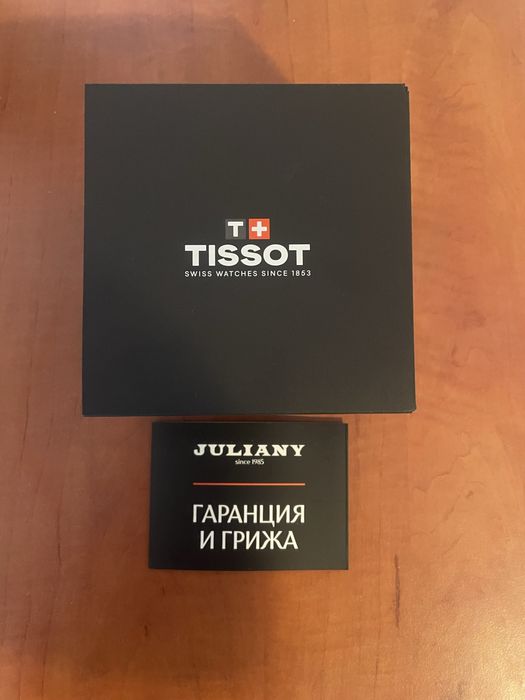 T+
TISSOT
SWISS WATCHES SINCE 1853
JULIANY
since 1985
ГАРАНЦИЯ
И ГРИЖА